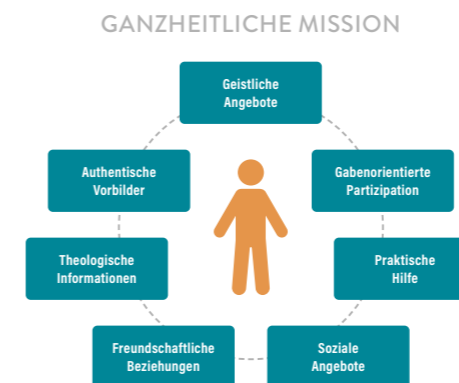 GANZHEITLICHE MISSION
Geistliche
Angebote
Authentische
Vorbilder
Gabenorientierte
Partizipation
Theologische
Informationen
Praktische
Hilfe
Freundschaftliche
Beziehungen
Soziale
Angebote